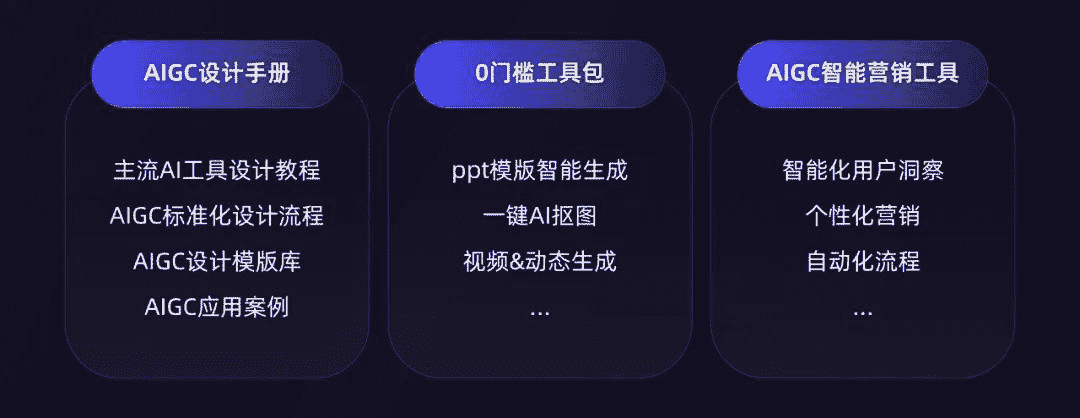 AIGC设计手册
主流AI工具设计教程
AIGC标准化设计流程
AIGC设计模版库
AIGC应用案例
0门槛工具包
ppt模版智能生成
一键AI抠图
视频&动态生成
...
AIGC智能营销工具
智能化用户洞察
个性化营销
自动化流程
...